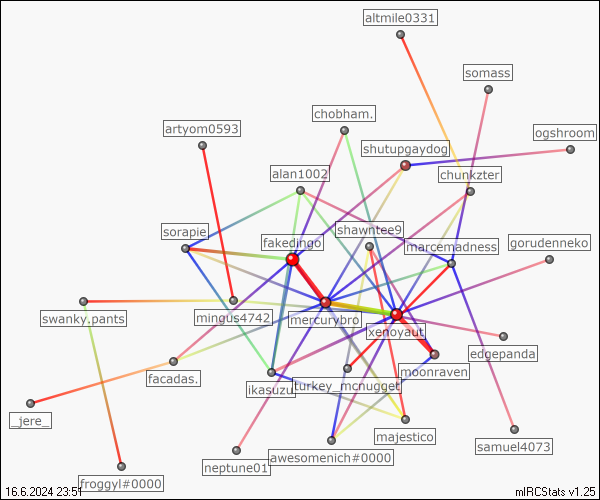 altmile0331
somass
chobham.
artyom0593
ogshroom
shutupgaydog
alan1002
chunkzter
shawntee9
sorapie
fakedingo
marcemadness
gorudenneko
swanky.pants
mingus4742
mercurybro
xenoyaut
edgepanda
moonraven
facadas.
ikasuzu
turkey_mcnugget
_jere_
majestico
samuel4073
neptune01
awesomenich#0000
froggyl#0000
16.6.2024 23:51
mIRCStats v1.25